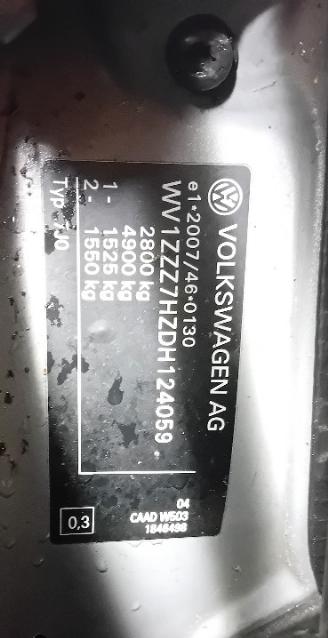 VOLKSWAGEN AG
e1*2007/46*0130
WV1ZZZ7HZDH124059
2800 kg
4900 kg
1 - 1525 kg
2 - 1550 kg
Typ
0,3
04
CAAD W503
1846498